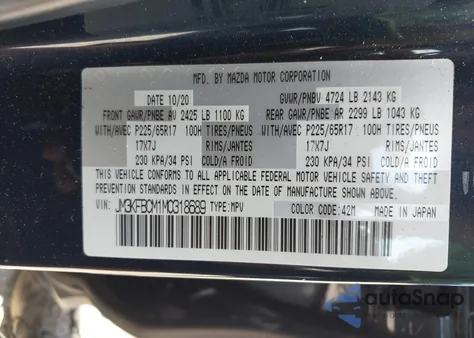 MFD. BY MAZDA MOTOR CORPORATION
DATE 10/20 GVWR/PNBV 4724 LB 2143 KG
FRONT GAWR/PNBE AV 2425 LB 1100 KG REAR GAWR/PNBE AR 2299 LB 1043 KG
WITH/AVEC P225/65R17 100H TIRES/PNEUS WITH/AVEC P225/65R17 100H TIRES/PNEUS
17X7J RIMS/JANTES 17X7J RIMS/JANTES
230 KPA/34 PSI COLD/A FROID 230 KPA/34 PSI COLD/A FROID
THIS VEHICLE CONFORMS TO ALL APPLICABLE FEDERAL MOTOR VEHICLE SAFETY AND THEFT
PREVENTION STANDARDS IN EFFECT ON THE DATE OF MANUFACTURE SHOWN ABOVE.
VIN: JM3KFBCM1M0318689 TYPE:MPV COLOR CODE:42M MADE IN JAPAN
autoSnap